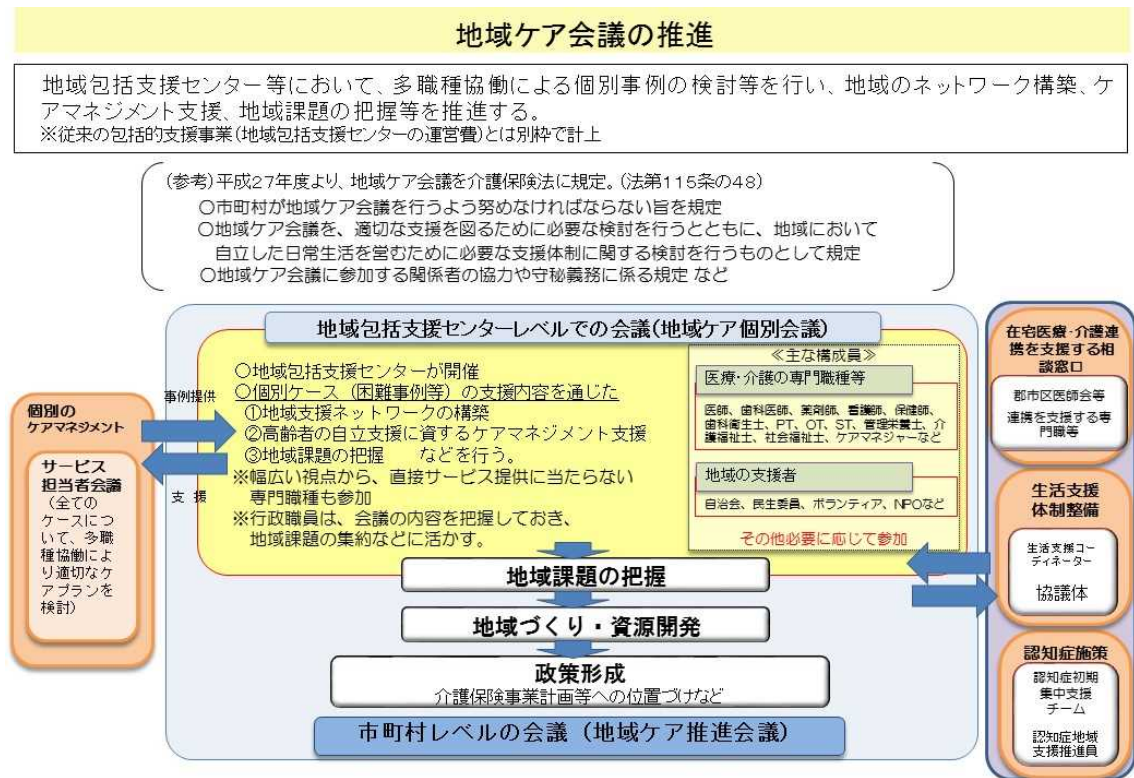 地域ケア会議の推進
地域包括支援センター等において、多職種協働による個別事例の検討等を行い、地域のネットワーク構築、ケ
アマネジメント支援、地域課題の把握等を推進する。
※従来の包括的支援事業(地域包括支援センターの運営費)とは別枠で計上
(参考)平成27年度より、地域ケア会議を介護保険法に規定。(法第115条の48)
○市町村が地域ケア会議を行うよう努めなければならない旨を規定
○地域ケア会議を、適切な支援を図るために必要な検討を行うとともに、地域において
自立した日常生活を営むために必要な支援体制に関する検討を行うものとして規定
○地域ケア会議に参加する関係者の協力や守秘義務に係る規定 など
地域包括支援センターレベルでの会議(地域ケア個別会議)
事例提供
支 援
個別の
ケアマネジメント
サービス
担当者会議
(全ての
ケースにつ
いて、多職
種協働によ
り適切なケ
アプランを
検討)
○地域包括支援センターが開催
○個別ケース(困難事例等)の支援内容を通じた
①地域支援ネットワークの構築
②高齢者の自立支援に資するケアマネジメント支援
③地域課題の把握 などを行う。
※幅広い視点から、直接サービス提供に当たらない
専門職種も参加
※行政職員は、会議の内容を把握しておき、
地域課題の集約などに活かす。
≪主な構成員≫
医療・介護の専門職種等
医師、歯科医師、薬剤師、看護師、保健師、
歯科衛生士、PT、OT、ST、管理栄養士、介
護福祉士、社会福祉士、ケアマネジャーなど
地域の支援者
自治会、民生委員、ボランティア、NPOなど
その他必要に応じて参加
地域課題の把握
地域づくり・資源開発
政策形成
介護保険事業計画等への位置づけなど
市町村レベルの会議(地域ケア推進会議)
在宅医療・介護連
携を支援する相
談窓口
郡市区医師会等
連携を支援する専
門職等
生活支援
体制整備
生活支援コー
ディネーター
協議体
認知症施策
認知症初期
集中支援
チーム
認知症地域
支援推進員